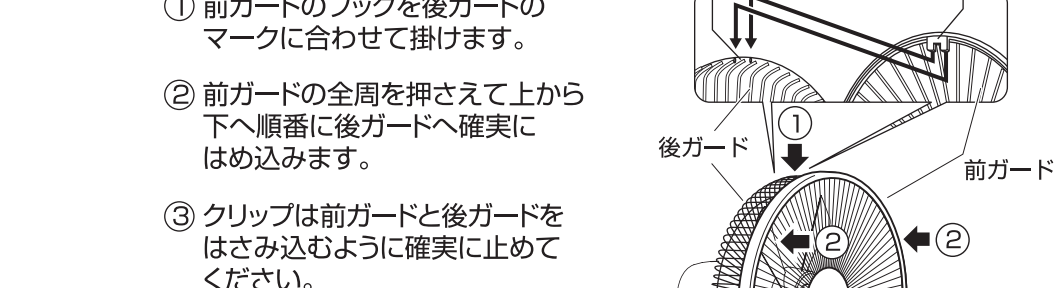 ① 前ガードのフックを後ガードの
マークに合わせて掛けます。
② 前ガードの全周を押さえて上から
下へ順番に後ガードへ確実に
はめ込みます。
③ クリップは前ガードと後ガードを
はさみ込むように確実に止めて
ください。
①
後ガード
前ガード
② ②